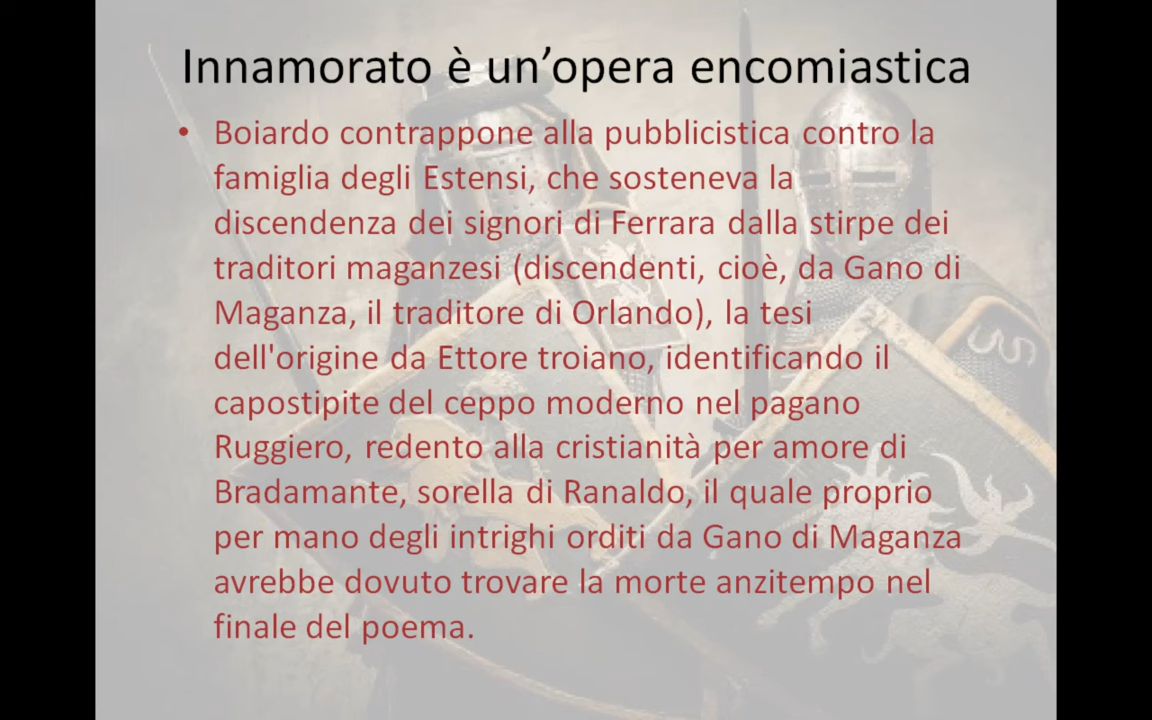 Innamorato è un’opera encomiastica
• Boiardo contrappone alla pubblicistica contro la
famiglia degli Estensi, che sosteneva la
discendenza dei signori di Ferrara dalla stirpe dei
traditori maganzesi (discendenti, cioè, da Gano di
Maganza, il traditore di Orlando), la tesi
dell'origine da Ettore troiano, identificando il
capostipite del ceppo moderno nel pagano
Ruggiero, redento alla cristianità per amore di
Bradamante, sorella di Ranaldo, il quale proprio
per mano degli intrighi orditi da Gano di Maganza
avrebbe dovuto trovare la morte anzitempo nel
finale del poema.